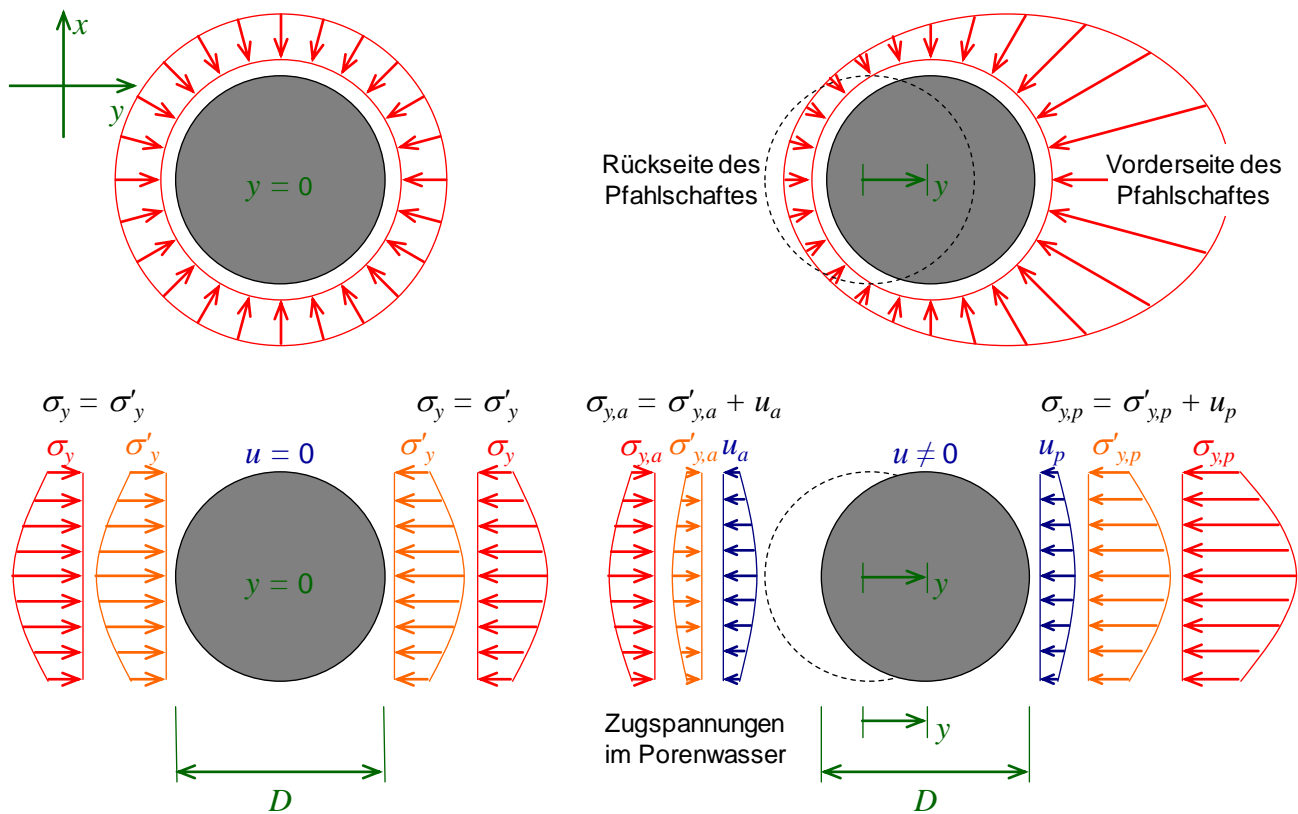 x
y
y = 0
Rückseite des
Pfahlschaftes
y
Vorderseite des
Pfahlschaftes
σy = σ'y
σy = σ'y
σy,a = σ'y,a + ua
σy,p = σ'y,p + up
σy
σ'y
u = 0
σ'y
σy
σy,a
σ'y,a
ua
u ≠ 0
up
σ'y,p
σy,p
y = 0
y
Zugspannungen
im Porenwasser
y
D
D